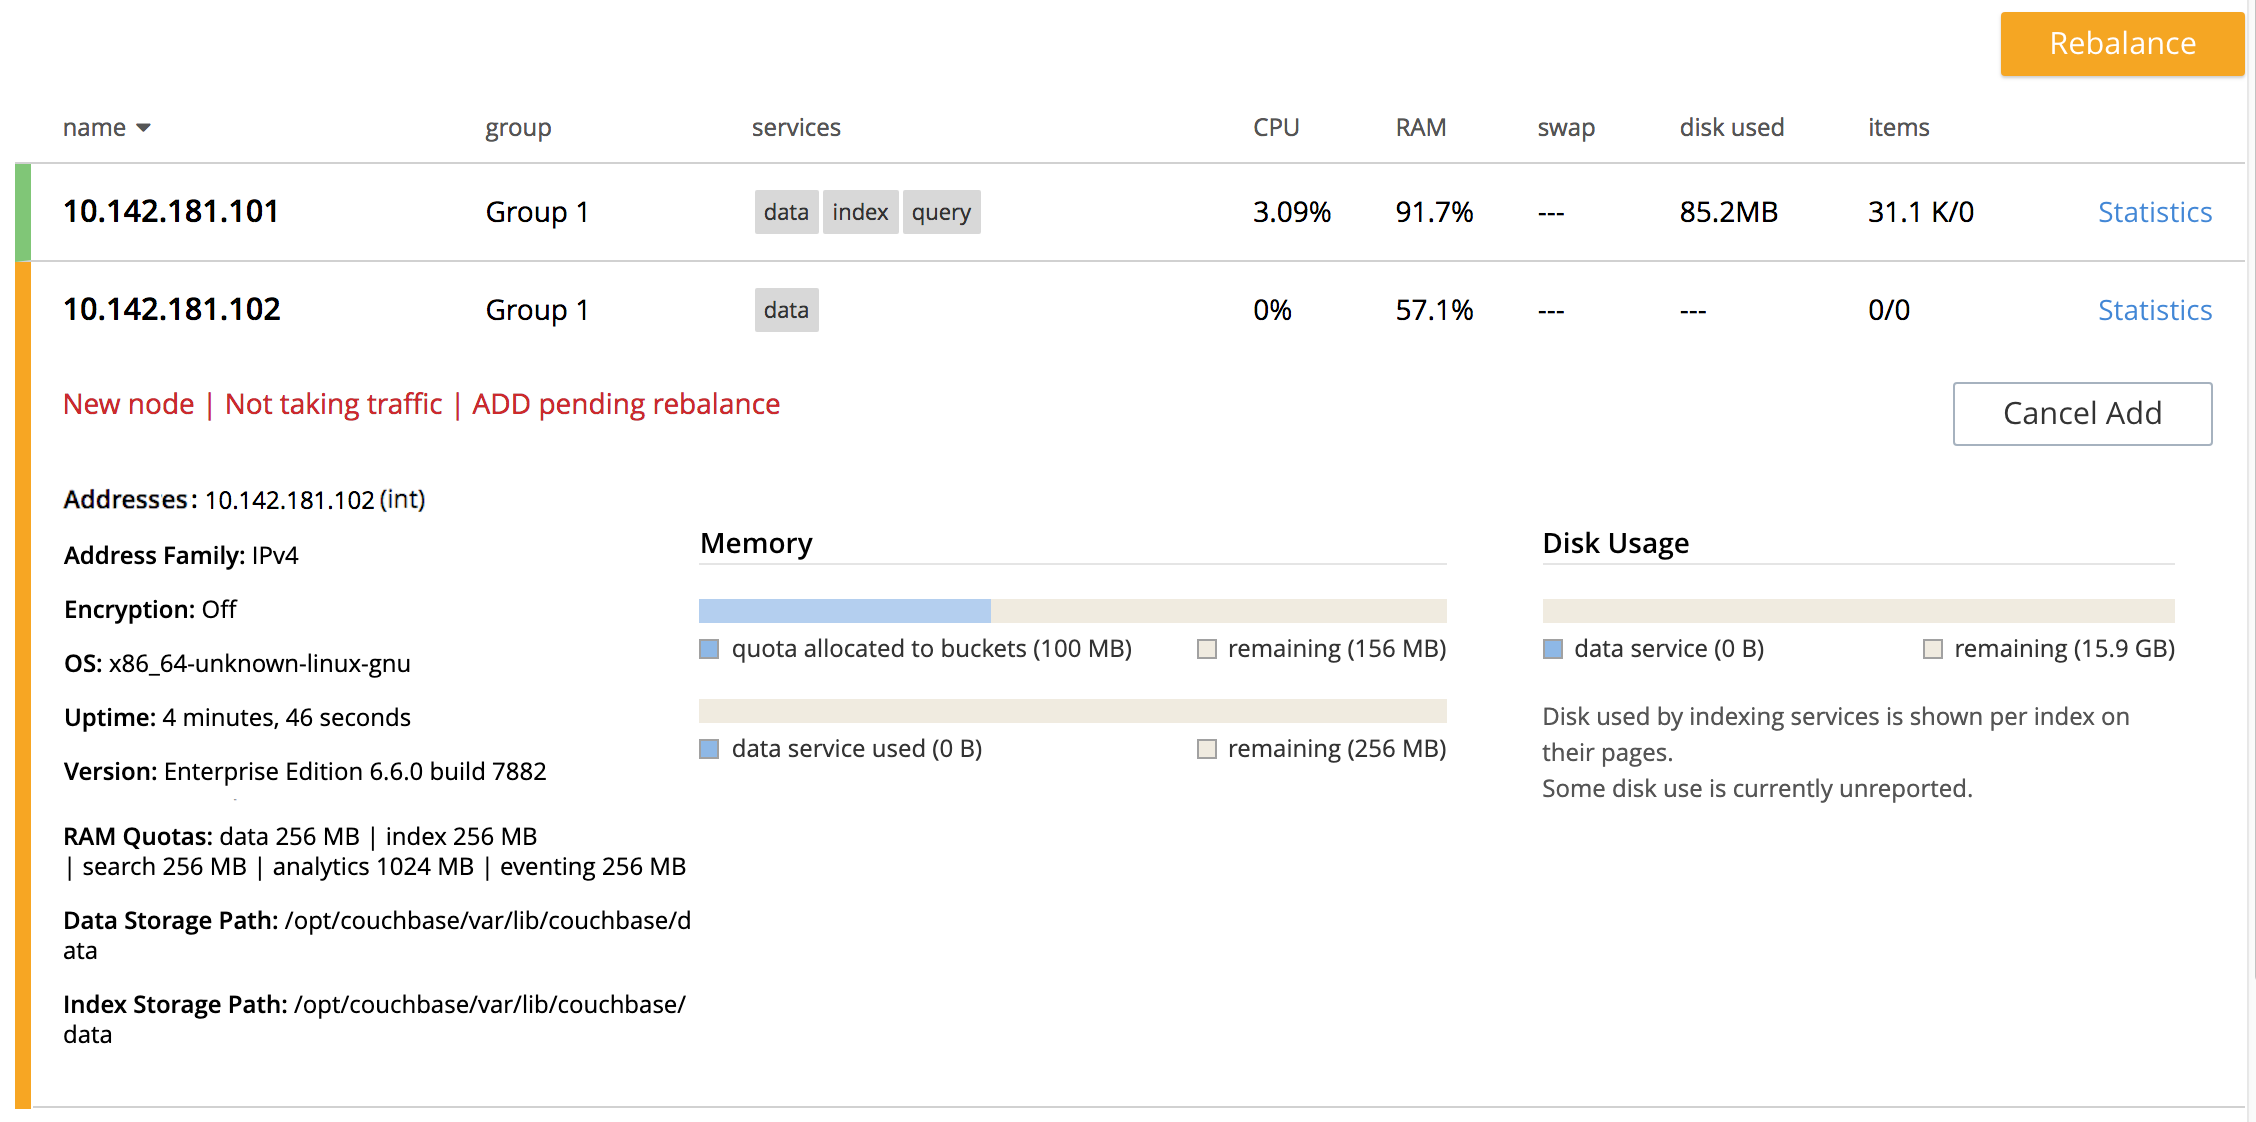 Rebalance
name group services CPU RAM swap disk used items
10.142.181.101 Group 1 data index query 3.09% 91.7% --- 85.2MB 31.1 K/0 Statistics
10.142.181.102 Group 1 data 0% 57.1% --- --- 0/0 Statistics
New node | Not taking traffic | ADD pending rebalance
Cancel Add
Addresses: 10.142.181.102 (int)
Address Family: IPv4
Encryption: Off
OS: x86_64-unknown-linux-gnu
Uptime: 4 minutes, 46 seconds
Version: Enterprise Edition 6.6.0 build 7882
RAM Quotas: data 256 MB | index 256 MB
| search 256 MB | analytics 1024 MB | eventing 256 MB
Data Storage Path: /opt/couchbase/var/lib/couchbase/d
ata
Index Storage Path: /opt/couchbase/var/lib/couchbase/
data
Memory
quota allocated to buckets (100 MB) remaining (156 MB)
data service used (0 B) remaining (256 MB)
Disk Usage
data service (0 B) remaining (15.9 GB)
Disk used by indexing services is shown per index on
their pages.
Some disk use is currently unreported.